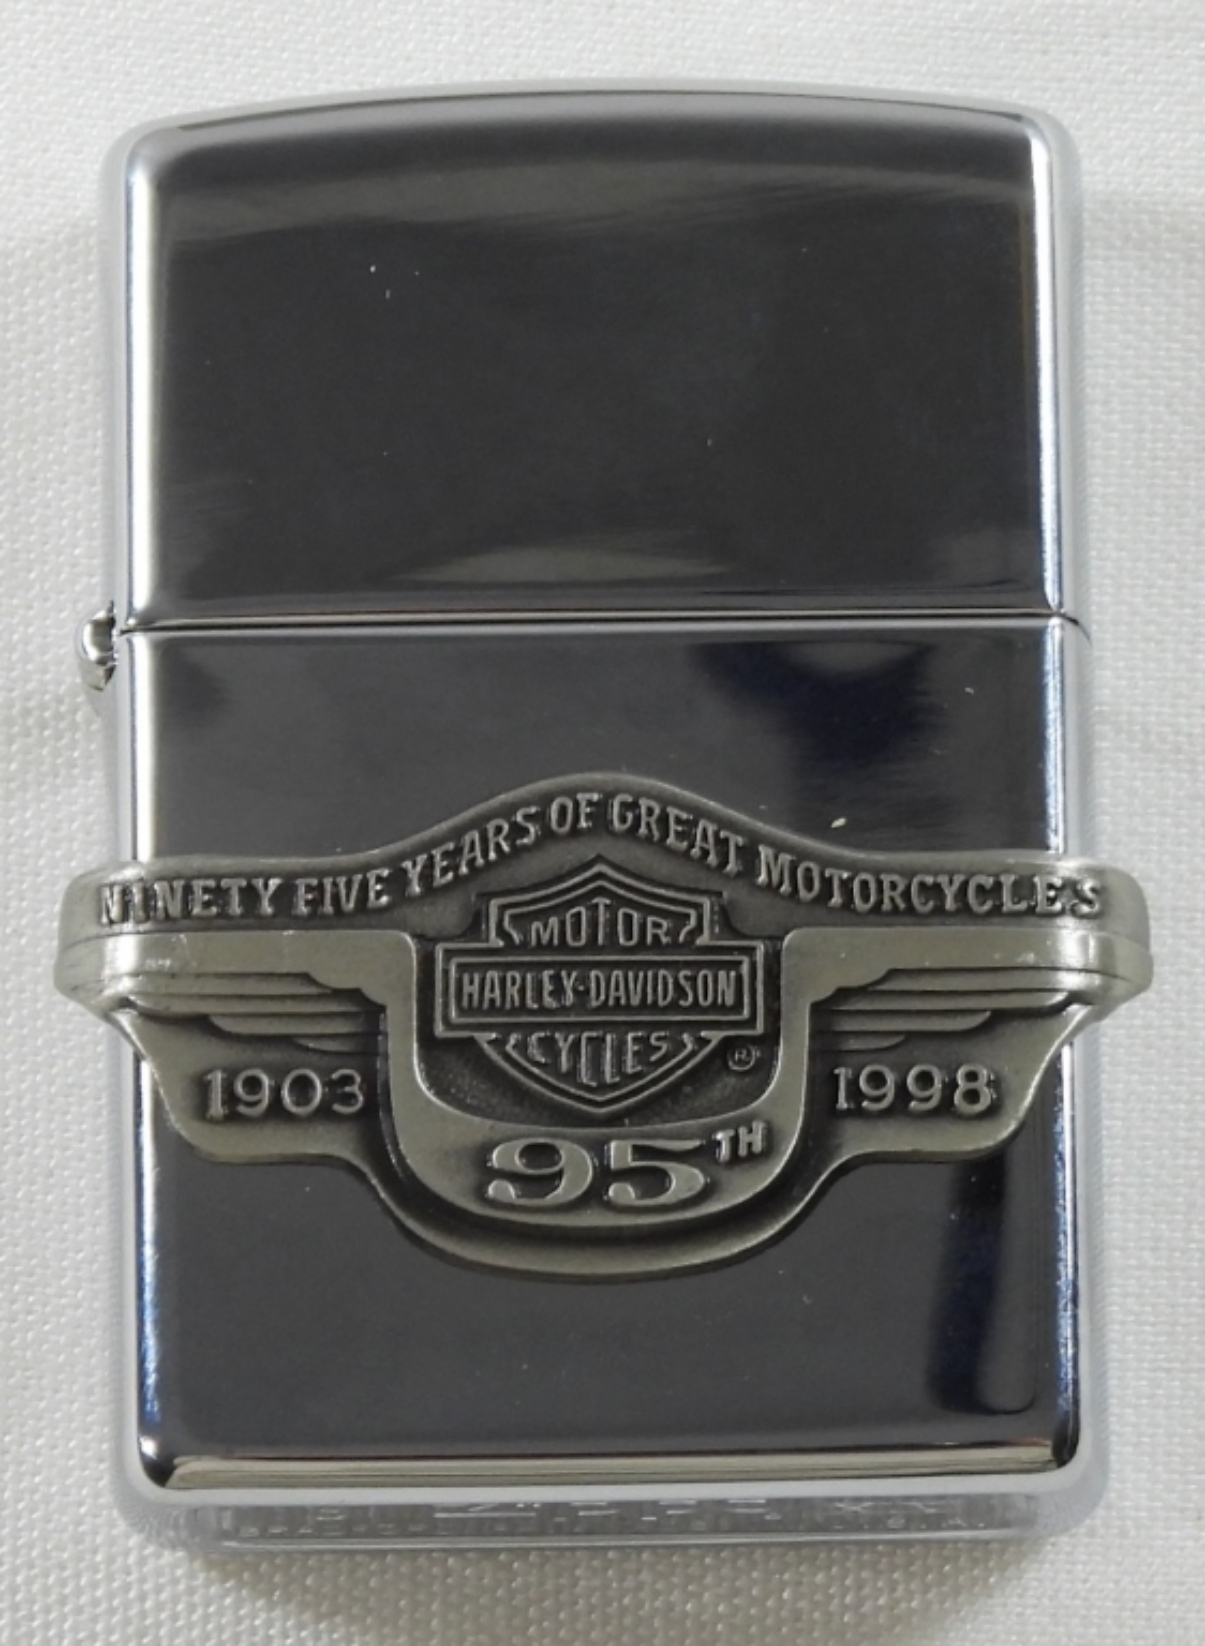 NINETY FIVE YEARS OF GREAT MOTORCYCLES
MOTOR
HARLEY-DAVIDSON
CYCLES
®
1903
1998
95TH